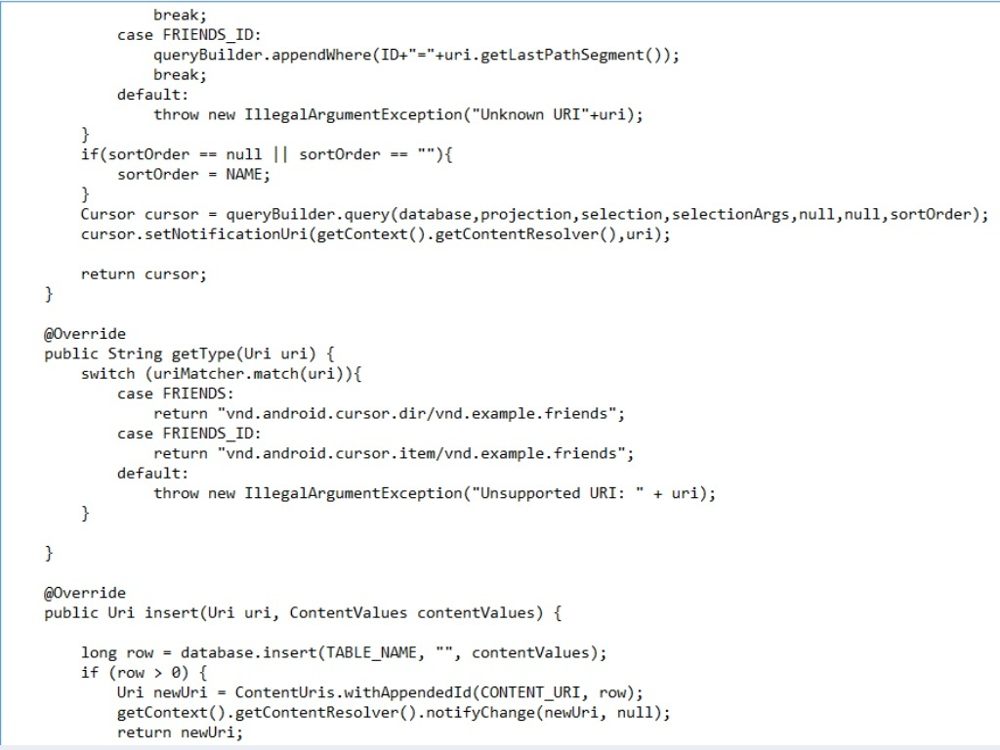 break;
case FRIENDS_ID:
queryBuilder.appendWhere(ID+"="+uri.getLastPathSegment());
break;
default:
throw new IllegalArgumentException("Unknown URI"+uri);
}
if(sortOrder == null || sortOrder == ""){
sortOrder = NAME;
}
Cursor cursor = queryBuilder.query(database,projection,selection,selectionArgs,null,null,sortOrder);
cursor.setNotificationUri(getContext().getContentResolver(),uri);
return cursor;
}
@Override
public String getType(Uri uri) {
switch (uriMatcher.match(uri)){
case FRIENDS:
return "vnd.android.cursor.dir/vnd.example.friends";
case FRIENDS_ID:
return "vnd.android.cursor.item/vnd.example.friends";
default:
throw new IllegalArgumentException("Unsupported URI: " + uri);
}
}
@Override
public Uri insert(Uri uri, ContentValues contentValues) {
long row = database.insert(TABLE_NAME, "", contentValues);
if (row > 0) {
Uri newUri = ContentUris.withAppendedId(CONTENT_URI, row);
getContext().getContentResolver().notifyChange(newUri, null);
return newUri;